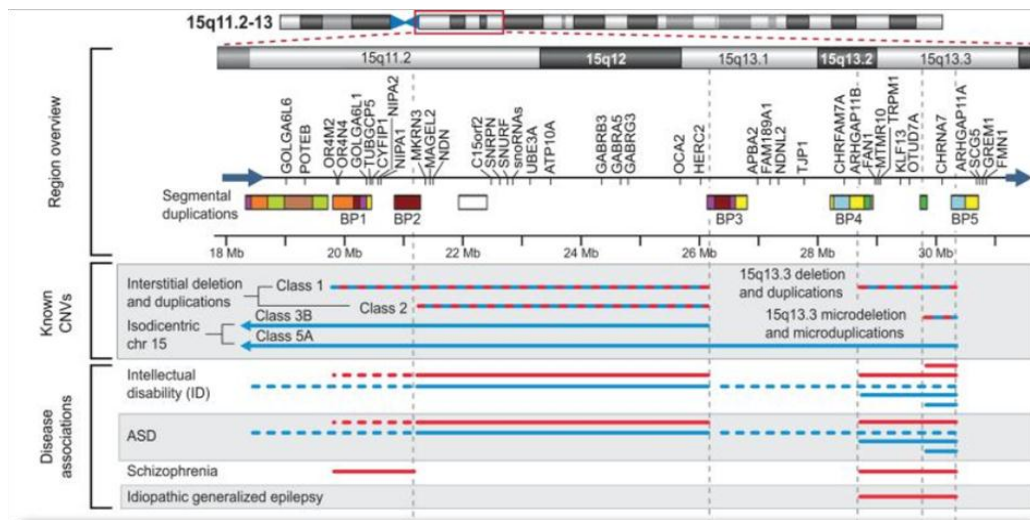 15q11.2-13
15q11.2
15q12
15q13.1
15q13.2
15q13.3
Region overview
GOLGA6L6
POTEB
OR4M2
OR4N4
GOLGA6L1
TUBGCP5
CYFIP1
NIPA1
NIPA2
MKRN3
MAGEL2
NDN
C15orf2
SNRPN
SNURF
snoRNAs
UBE3A
ATP10A
GABRB3
GABRA5
GABRG3
OCA2
HERC2
APBA2
FAM189A1
NDNL2
TJP1
CHRFAM7A
ARHGAP11B
FAN1
MTMR10
TRPM1
KLF13
OTUD7A
CHRNA7
ARHGAP11A
SCG5
GREM1
FMN1
Segmental
duplications
BP1
BP2
BP3
BP4
BP5
18 Mb
20 Mb
22 Mb
24 Mb
26 Mb
28 Mb
30 Mb
Known
CNVs
Interstitial deletion
and duplications
Class 1
Class 2
Isodicentric
chr 15
Class 3B
Class 5A
15q13.3 deletion
and duplications
15q13.3 microdeletion
and microduplications
Disease
associations
Intellectual
disability (ID)
ASD
Schizophrenia
Idiopathic generalized epilepsy